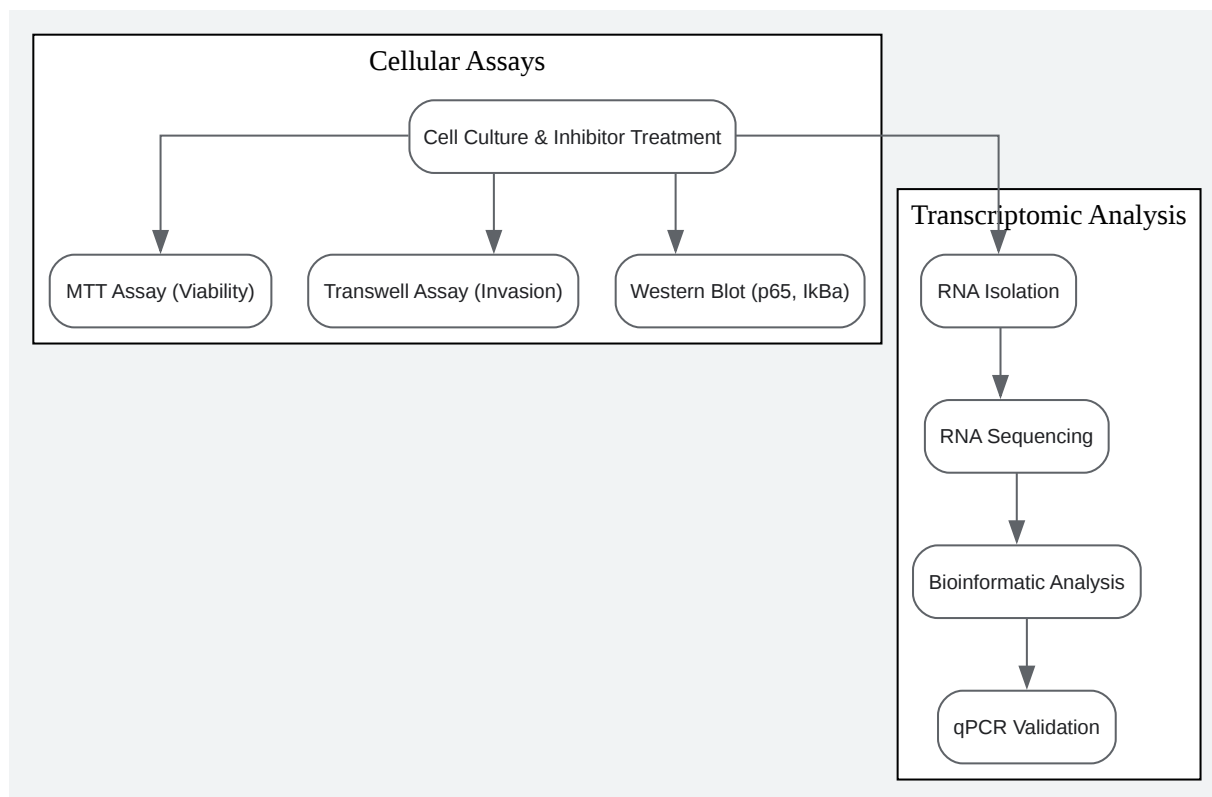 Cellular Assays
Cell Culture & Inhibitor Treatment
MTT Assay (Viability)
Transwell Assay (Invasion)
Western Blot (p65, IkBa)
Transcriptomic Analysis
RNA Isolation
RNA Sequencing
Bioinformatic Analysis
qPCR Validation